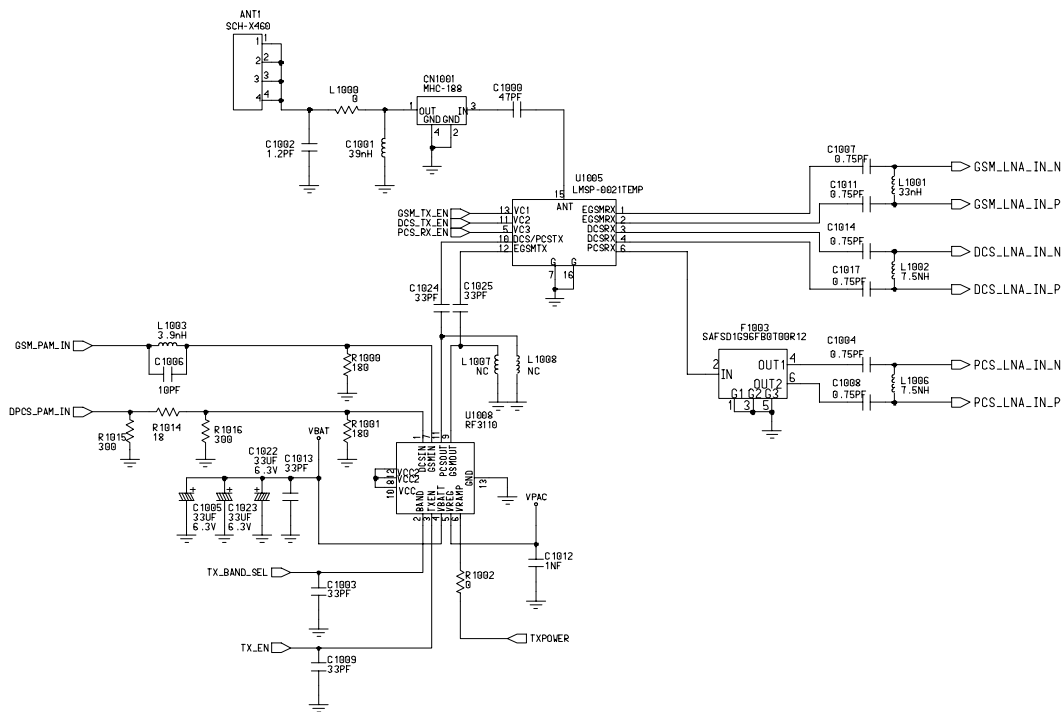 ANT1
SCH-X460
1 1
2 2
3 3
4 4
L1000
0
C1002
1.2PF
C1001
39nH
CN1001
MHC-188
1 OUT IN 3
GND GND
4 2
C1000
47PF
U1005
LMSP-0021TEMP
15
ANT
GSM_TX_EN 13 VC1
DCS_TX_EN 11 VC2
PCS_RX_EN 5 VC3
10 DCS/PCSTX
12 EGSMTX
EGSMRX 1
EGSMRX 2
DCSRX 3
DCSRX 4
PCSRX 6
G G
7 16
C1007
0.75PF
GSM_LNA_IN_N
C1011
0.75PF
L1001
33nH
GSM_LNA_IN_P
C1014
0.75PF
DCS_LNA_IN_N
C1017
0.75PF
L1002
7.5NH
DCS_LNA_IN_P
C1024
33PF
C1025
33PF
F1003
SAFSD1G96FB0T00R12
2
IN
OUT1 4
OUT2 6
G1 G2 G3
1 3 5
C1004
0.75PF
PCS_LNA_IN_N
C1008
0.75PF
L1006
7.5NH
PCS_LNA_IN_P
GSM_PAM_IN
L1003
3.9nH
C1006
10PF
R1000
180
L1007
NC
L1008
NC
DPCS_PAM_IN
R1015
300
R1014
18
R1016
300
R1001
180
U1008
RF3110
1 7 11 9
DCSIN
GSMIN
PCSOUT
GSMOUT
12 VCC2
8 VCC2
10 VCC
GND 13
BAND
TXEN
VBATT
VREG
VRAMP
2 3 4 5 6
VBAT
C1022
33UF
6.3V
C1013
33PF
C1005
33UF
6.3V
C1023
33UF
6.3V
VPAC
C1012
1NF
R1002
0
TX_BAND_SEL
C1003
33PF
TXPOWER
TX_EN
C1009
33PF